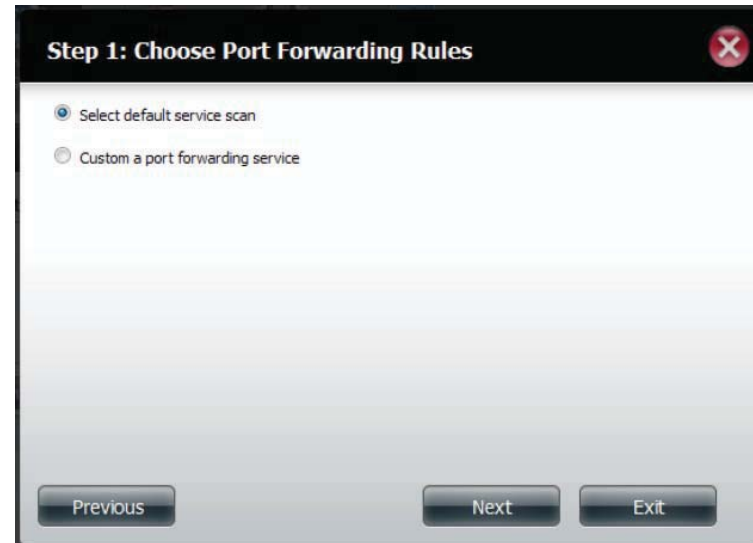 Step 1: Choose Port Forwarding Rules
Select default service scan
Custom a port forwarding service
Previous
Next
Exit